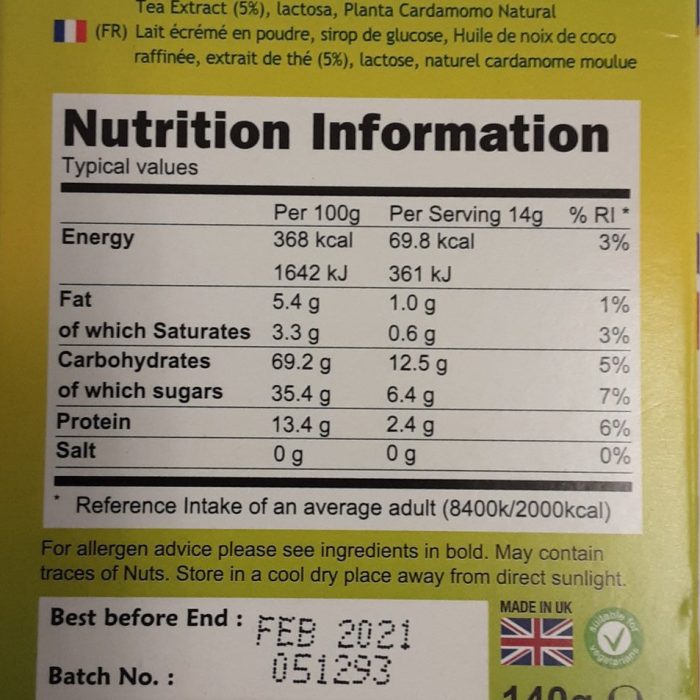 Tea Extract (5%), lactosa, Planta Cardamomo Natural
(FR) Lait écrémé en poudre, sirop de glucose, Huile de noix de coco
raffinée, extrait de thé (5%), lactose, naturel cardamome moulue
Nutrition Information
Typical values
Per 100g Per Serving 14g % RI *
Energy 368 kcal 69.8 kcal 3%
1642 kJ 361 kJ
Fat 5.4 g 1.0 g 1%
of which Saturates 3.3 g 0.6 g 3%
Carbohydrates 69.2 g 12.5 g 5%
of which sugars 35.4 g 6.4 g 7%
Protein 13.4 g 2.4 g 6%
Salt 0 g 0 g 0%
* Reference Intake of an average adult (8400k/2000kcal)
For allergen advice please see ingredients in bold. May contain
traces of Nuts. Store in a cool dry place away from direct sunlight.
Best before End : FEB 2021
Batch No. : 051293
MADE IN UK
Suitable for
vegetarians
140g